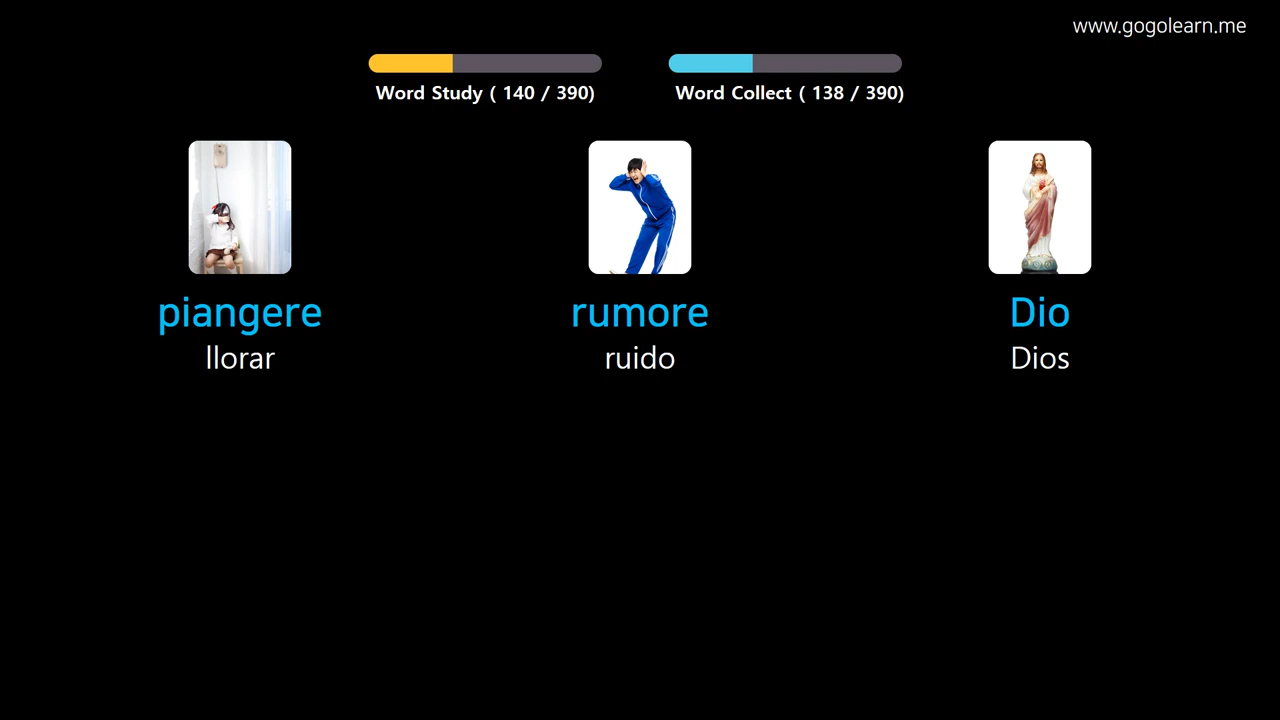 www.gogolearn.me
Word Study ( 140 / 390)
Word Collect ( 138 / 390)
piangere
llorar
rumore
ruido
Dio
Dios